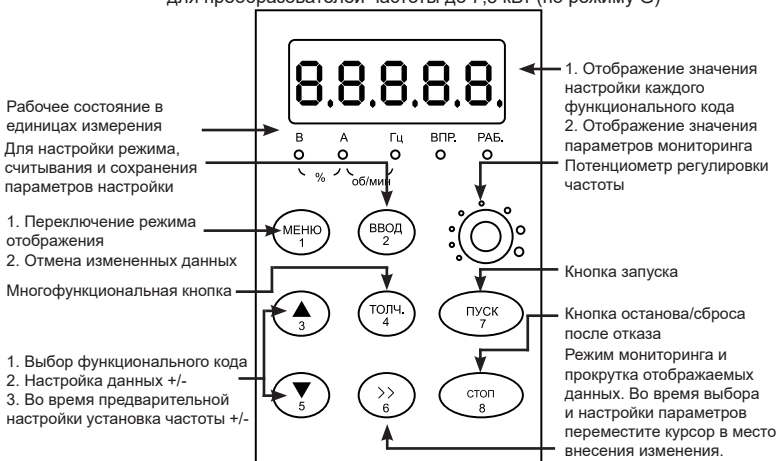 для преобразователей частоты до 7,5 кВт (по режиму G)
8.8.8.8.8.
1. Отображение значения
настройки каждого
функционального кода
2. Отображение значения
параметров мониторинга
Потенциометр регулировки
частоты
Рабочее состояние в
единицах измерения
Для настройки режима,
считывания и сохранения
параметров настройки
В А Гц ВПР. РАБ.
% об/мин
1. Переключение режима
отображения
2. Отмена измененных данных
МЕНЮ
1
ВВОД
2
Многофункциональная кнопка
Кнопка запуска
3
ТОЛЧ.
4
ПУСК
7
Кнопка останова/сброса
после отказа
1. Выбор функционального кода
2. Настройка данных +/-
3. Во время предварительной
настройки установка частоты +/-
5
>>
6
СТОП
8
Режим мониторинга и
прокрутка отображаемых
данных. Во время выбора
и настройки параметров
переместите курсор в место
внесения изменения.